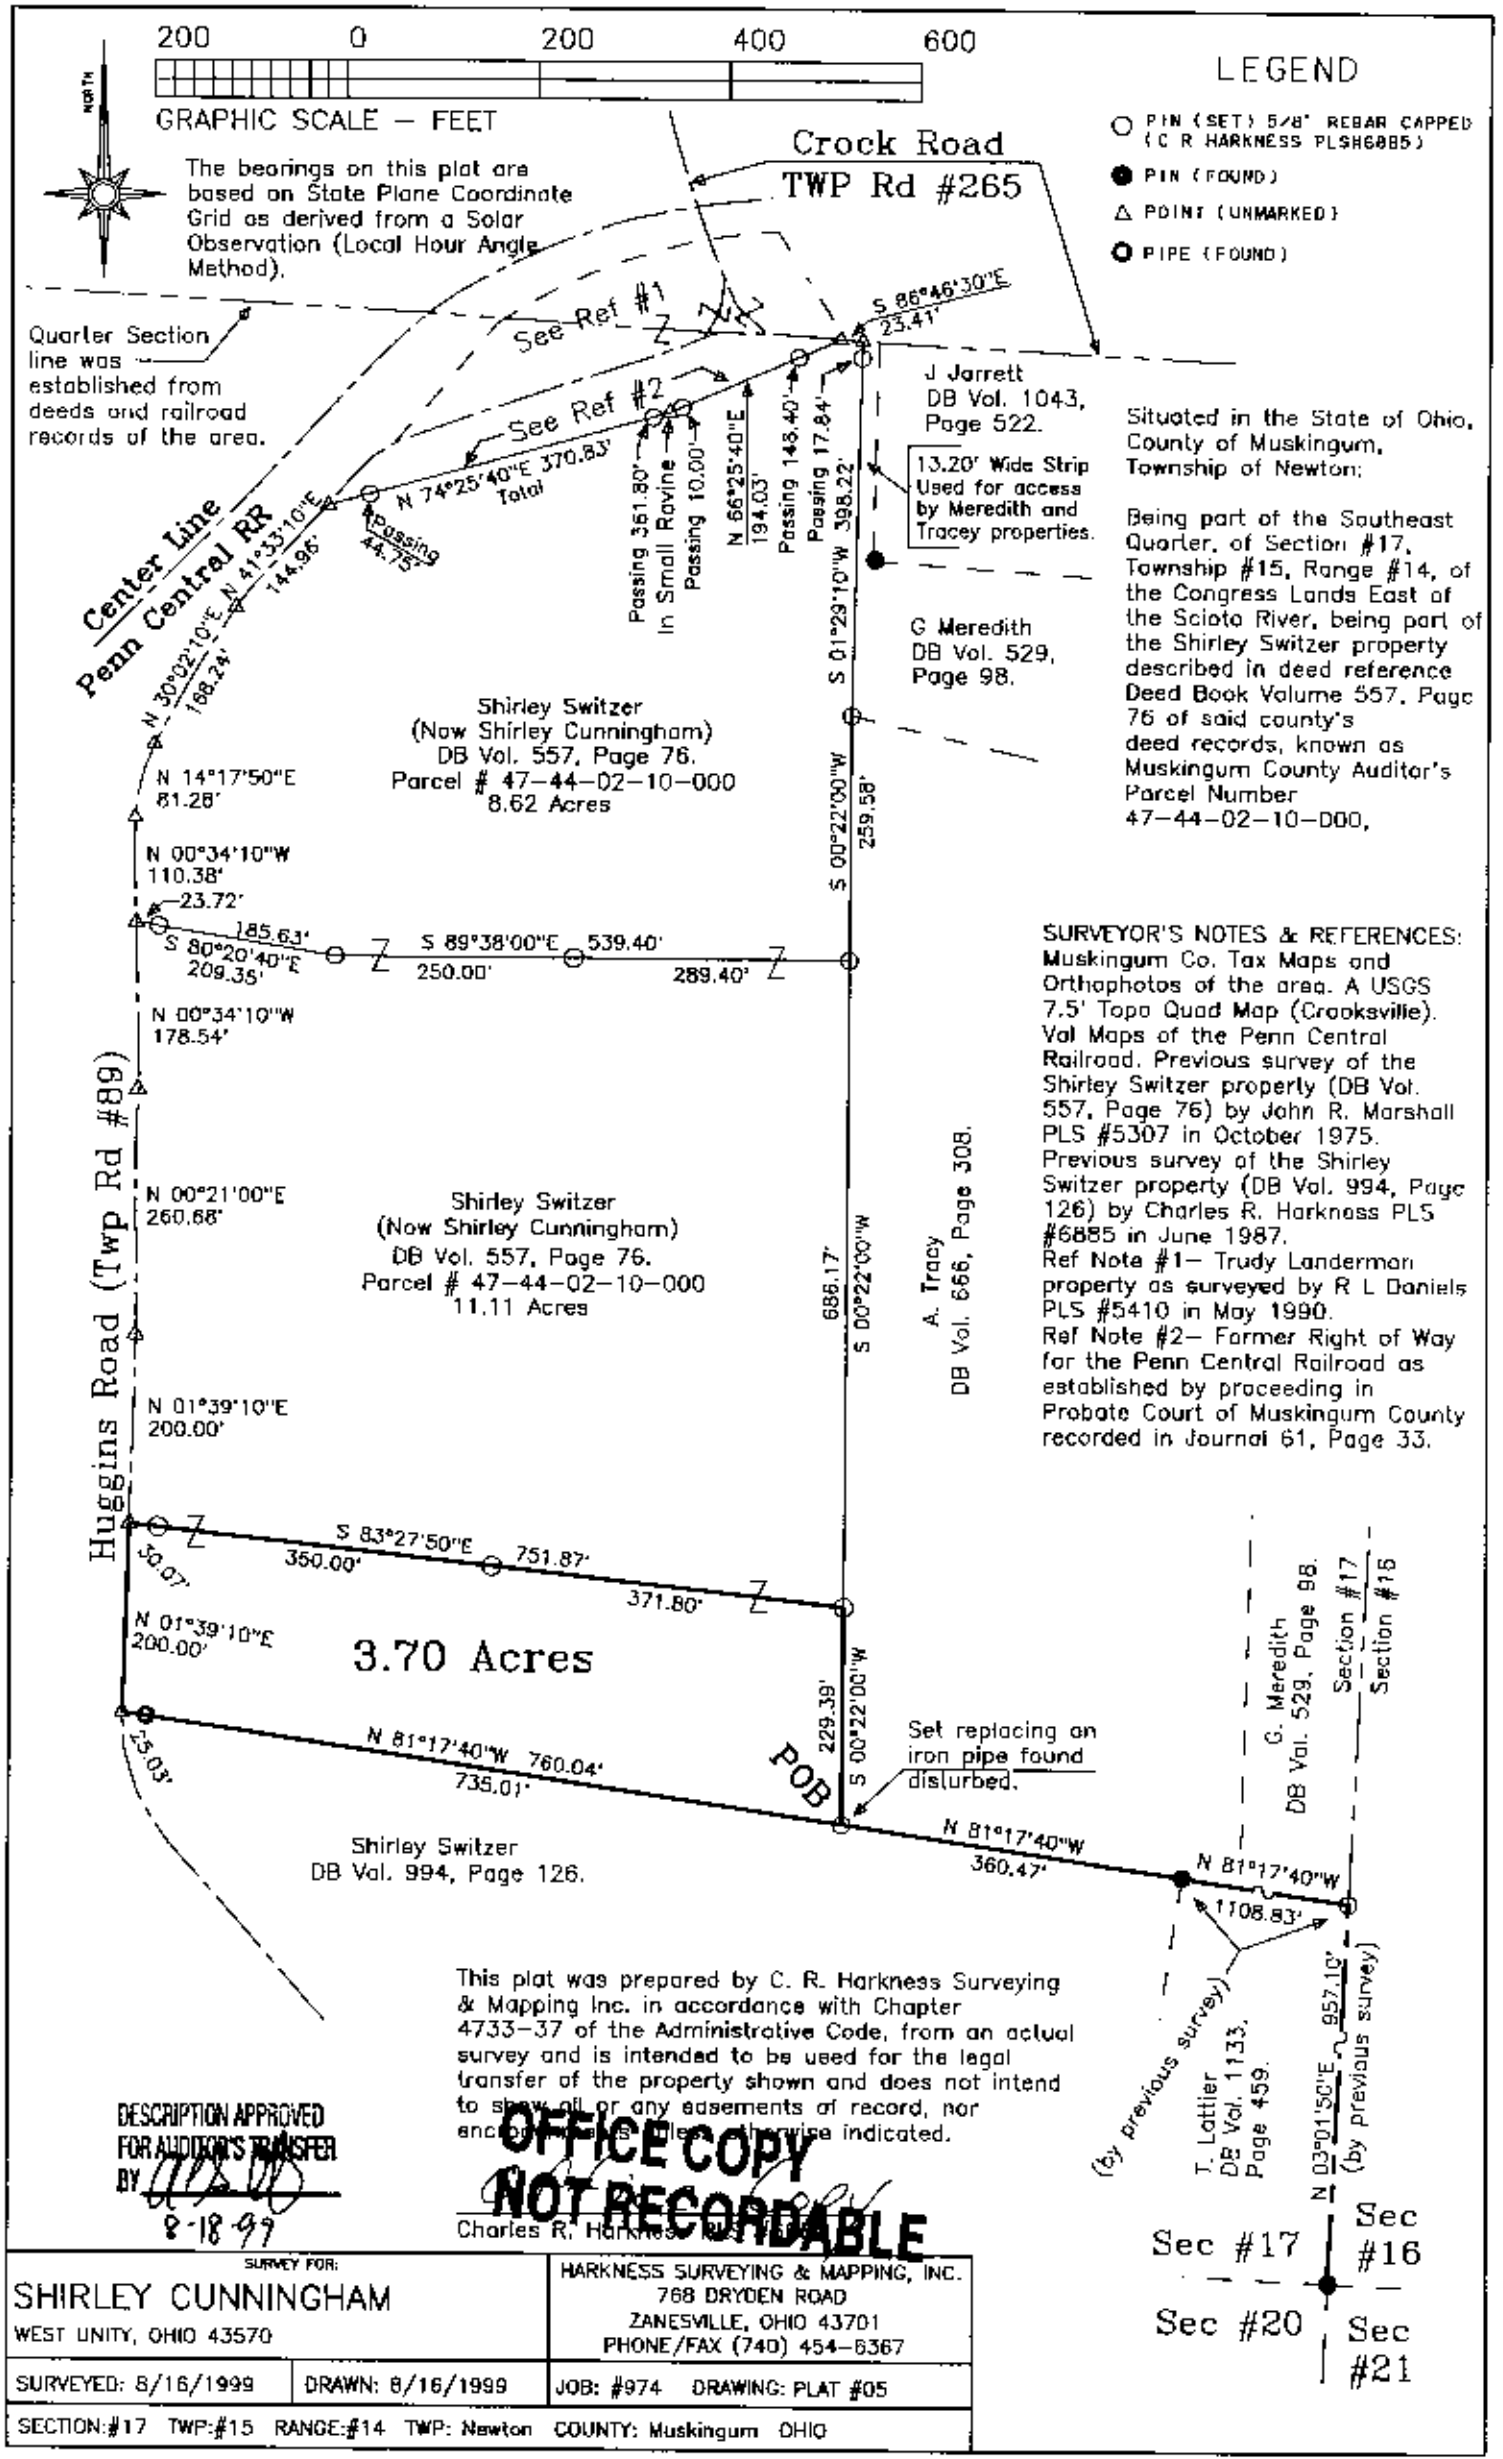 200 0 200 400 600
GRAPHIC SCALE – FEET
NORTH
The bearings on this plat are
based on State Plane Coordinate
Grid as derived from a Solar
Observation (Local Hour Angle
Method).
LEGEND
PIN (SET) 5/8" REBAR CAPPED
(C R HARKNESS PLS#6885)
PIN (FOUND)
POINT (UNMARKED)
PIPE (FOUND)
Crock Road
TWP Rd #265
Quarter Section
line was
established from
deeds and railroad
records of the area.
See Ref #1
See Ref #2
S 86°46'30"E
23.41'
N 74°25'40"E 370.83'
Total
Passing
44.75'
Passing 361.80'
In Small Ravine
Passing 10.00'
N 66°25'40"E
194.03'
Passing 148.40'
Passing 17.84'
S 01°29'10"W 398.22'
J Jarrett
DB Vol. 1043,
Page 522.
13.20' Wide Strip
Used for access
by Meredith and
Tracey properties.
G Meredith
DB Vol. 529,
Page 98.
Center Line
Penn Central RR
N 41°33'10"E
144.96'
N 30°02'10"E
168.24'
N 14°17'50"E
81.28'
N 00°34'10"W
110.38'
23.72'
185.63'
S 80°20'40"E
209.35'
S 89°38'00"E 539.40'
250.00' 289.40'
Shirley Switzer
(Now Shirley Cunningham)
DB Vol. 557, Page 76.
Parcel # 47-44-02-10-000
8.62 Acres
S 00°22'00"W
259.58'
Situated in the State of Ohio,
County of Muskingum,
Township of Newton;
Being part of the Southeast
Quarter, of Section #17,
Township #15, Range #14, of
the Congress Lands East of
the Scioto River, being part of
the Shirley Switzer property
described in deed reference
Deed Book Volume 557, Page
76 of said county's
deed records, known as
Muskingum County Auditor's
Parcel Number
47-44-02-10-000,
SURVEYOR'S NOTES & REFERENCES:
Muskingum Co. Tax Maps and
Orthophotos of the area. A USGS
7.5' Topo Quad Map (Crooksville).
Val Maps of the Penn Central
Railroad. Previous survey of the
Shirley Switzer property (DB Vol.
557, Page 76) by John R. Marshall
PLS #5307 in October 1975.
Previous survey of the Shirley
Switzer property (DB Vol. 994, Page
126) by Charles R. Harkness PLS
#6885 in June 1987.
Ref Note #1– Trudy Landerman
property as surveyed by R L Daniels
PLS #5410 in May 1990.
Ref Note #2– Former Right of Way
for the Penn Central Railroad as
established by proceeding in
Probate Court of Muskingum County
recorded in Journal 61, Page 33.
N 00°34'10"W
178.54'
N 00°21'00"E
260.68'
N 01°39'10"E
200.00'
Huggins Road (Twp Rd #89)
Shirley Switzer
(Now Shirley Cunningham)
DB Vol. 557, Page 76.
Parcel # 47-44-02-10-000
11.11 Acres
686.17'
S 00°22'00"W
A. Tracy
DB Vol. 666, Page 308.
30.07'
S 83°27'50"E 751.87'
350.00' 371.80'
N 01°39'10"E
200.00'
3.70 Acres
229.39'
S 00°22'00"W
25.03'
N 81°17'40"W 760.04'
735.01'
POB
Set replacing an
iron pipe found
disturbed.
Shirley Switzer
DB Vol. 994, Page 126.
N 81°17'40"W
360.47'
N 81°17'40"W
1108.83'
G. Meredith
DB Vol. 529, Page 98.
Section #17
Section #16
(by previous survey)
T. Lattier
DB Vol. 1133,
Page 459.
N 03°01'50"E 957.10'
(by previous survey)
Sec #17 Sec #16
Sec #20 Sec #21
This plat was prepared by C. R. Harkness Surveying
& Mapping Inc. in accordance with Chapter
4733-37 of the Administrative Code, from an actual
survey and is intended to be used for the legal
transfer of the property shown and does not intend
to show all or any easements of record, nor
otherwise indicated.
OFFICE COPY
NOT RECORDABLE
Charles R. Harkness
DESCRIPTION APPROVED
FOR AUDITOR'S TRANSFER
BY
8-18-99
SURVEY FOR:
SHIRLEY CUNNINGHAM
WEST UNITY, OHIO 43570
HARKNESS SURVEYING & MAPPING, INC.
768 DRYDEN ROAD
ZANESVILLE, OHIO 43701
PHONE/FAX (740) 454-6367
SURVEYED: 8/16/1999 DRAWN: 8/16/1999 JOB: #974 DRAWING: PLAT #05
SECTION:#17 TWP:#15 RANGE:#14 TWP: Newton COUNTY: Muskingum OHIO